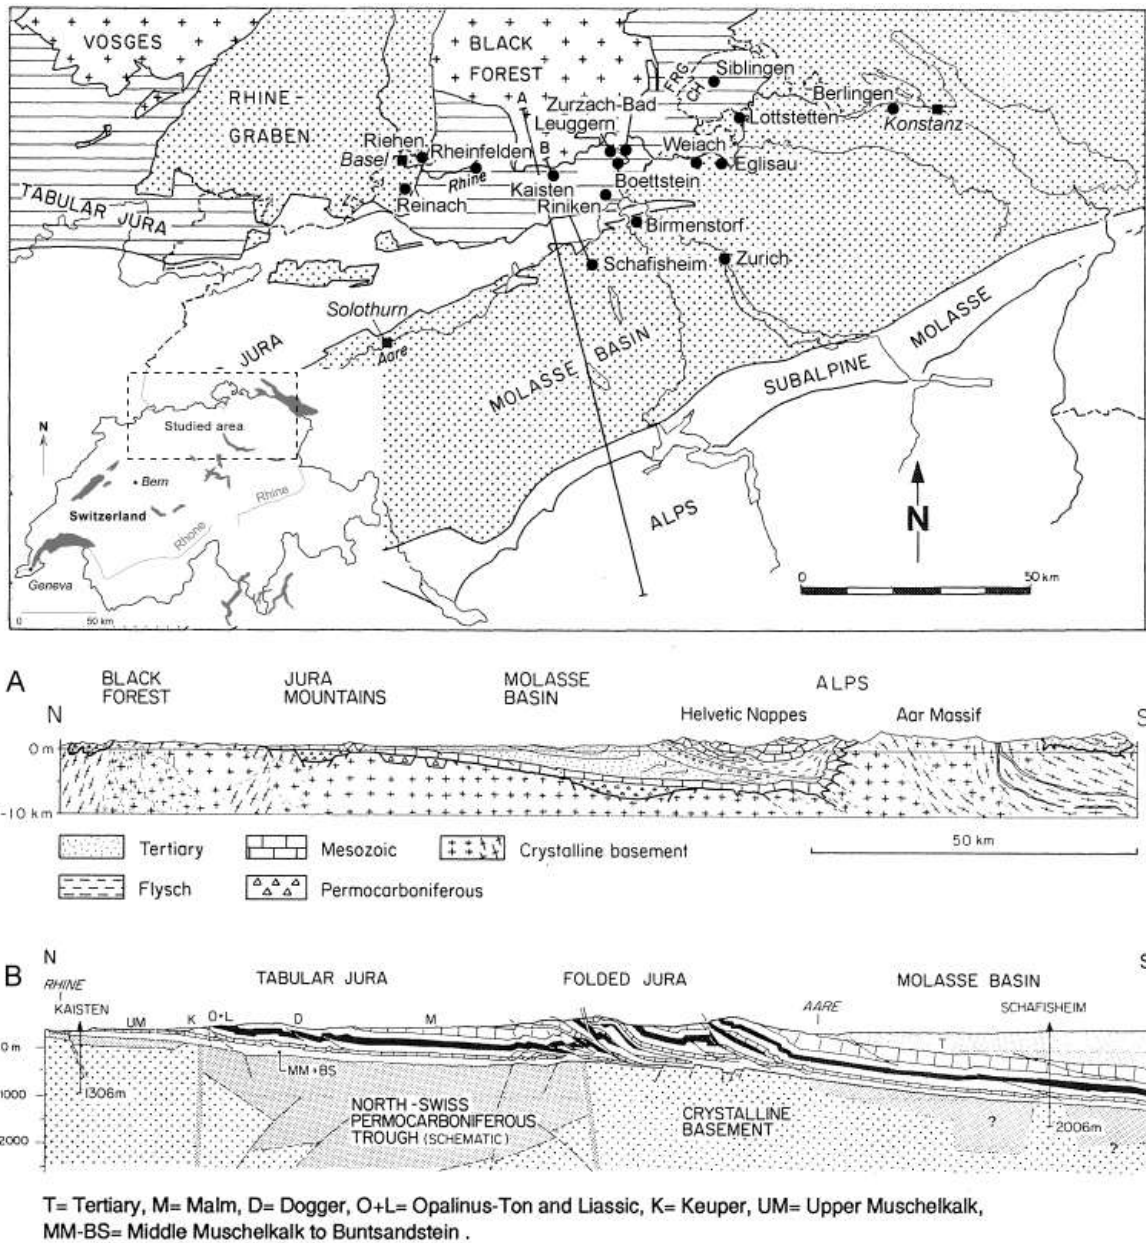 VOSGES
BLACK
FOREST
RHINE-
GRABEN
TABULAR JURA
FRG
CH
Siblingen
Berlingen
Konstanz
Lottstetten
Zurzach-Bad
Leuggern
A
B
Riehen
Basel
Rheinfelden
Rhine
Reinach
Kaisten
Riniken
Weiach
Eglisau
Boettstein
Birmenstorf
Schafisheim
Zurich
Solothurn
Aare
JURA
MOLASSE BASIN
SUBALPINE MOLASSE
ALPS
N
0 50 km
N
Studied area
Bern
Switzerland
Rhine
Rhone
Geneva
0 50 km
A
BLACK
FOREST
JURA
MOUNTAINS
MOLASSE
BASIN
ALPS
N
Helvetic Nappes
Aar Massif
S
0 m
-10 km
50 km
Tertiary
Mesozoic
Crystalline basement
Flysch
Permocarboniferous
B
N
S
TABULAR JURA
FOLDED JURA
MOLASSE BASIN
RHINE
KAISTEN
UM
K
O+L
D
M
AARE
SCHAFISHEIM
T
0 m
1000
2000
1306m
MM+BS
NORTH-SWISS
PERMOCARBONIFEROUS
TROUGH (SCHEMATIC)
CRYSTALLINE
BASEMENT
?
2006m
?
T= Tertiary, M= Malm, D= Dogger, O+L= Opalinus-Ton and Liassic, K= Keuper, UM= Upper Muschelkalk,
MM-BS= Middle Muschelkalk to Buntsandstein .